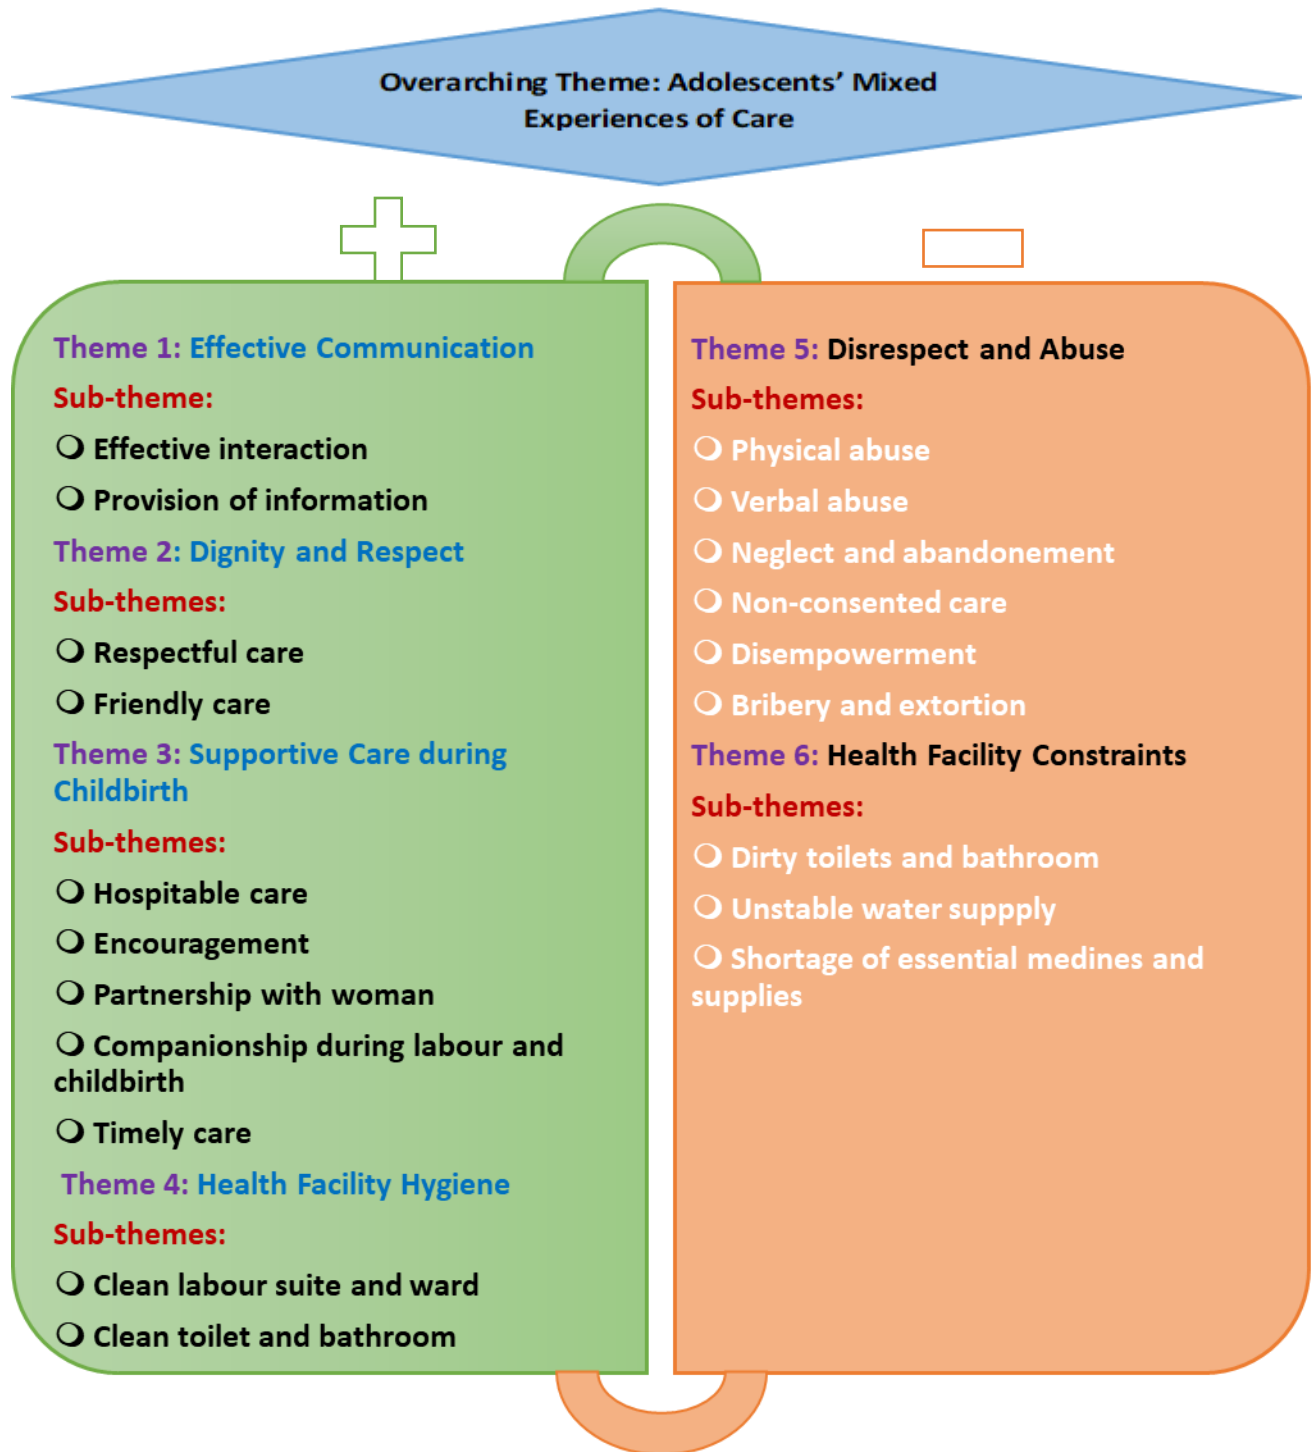 Overarching Theme: Adolescents’ Mixed
Experiences of Care
Theme 1: Effective Communication
Sub-theme:
Effective interaction
Provision of information
Theme 2: Dignity and Respect
Sub-themes:
Respectful care
Friendly care
Theme 3: Supportive Care during
Childbirth
Sub-themes:
Hospitable care
Encouragement
Partnership with woman
Companionship during labour and
childbirth
Timely care
Theme 4: Health Facility Hygiene
Sub-themes:
Clean labour suite and ward
Clean toilet and bathroom
Theme 5: Disrespect and Abuse
Sub-themes:
Physical abuse
Verbal abuse
Neglect and abandonement
Non-consented care
Disempowerment
Bribery and extortion
Theme 6: Health Facility Constraints
Sub-themes:
Dirty toilets and bathroom
Unstable water suppply
Shortage of essential medines and
supplies